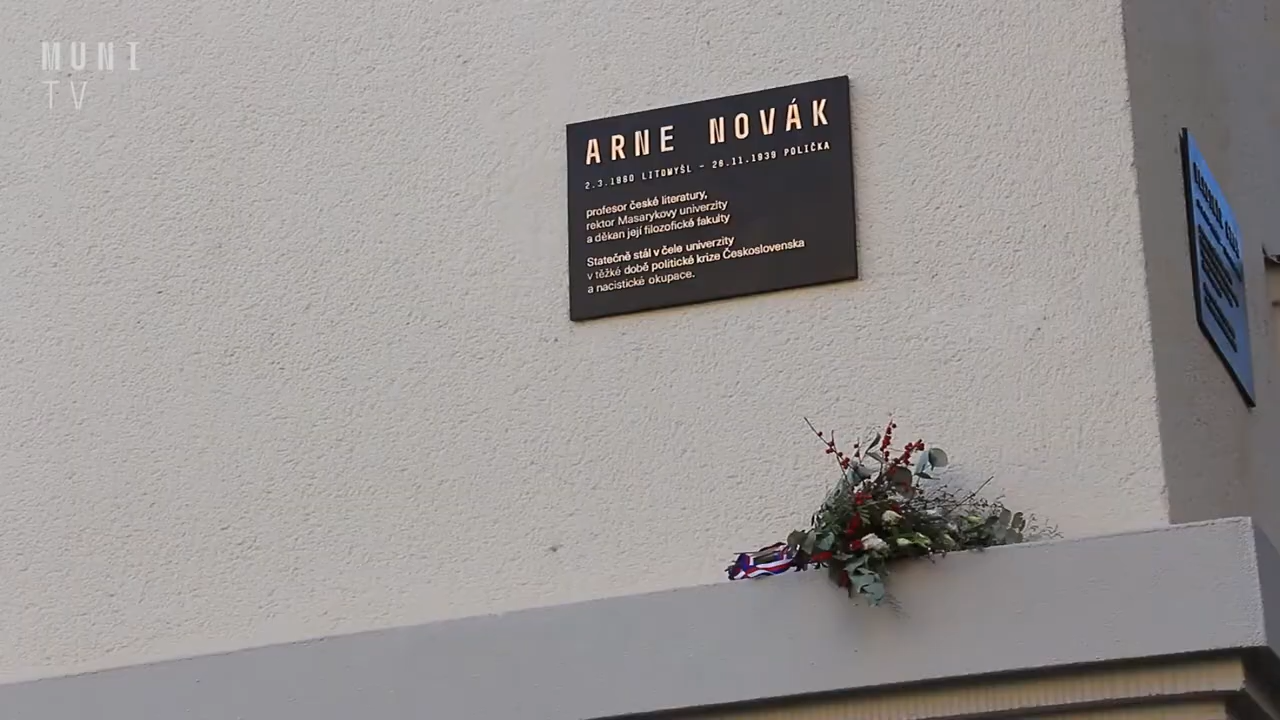 MUNI
TV
ARNE NOVÁK
2.3.1880 LITOMYŠL – 26.11.1939 POLIČKA
profesor české literatury,
rektor Masarykovy univerzity
a děkan její filozofické fakulty
Statečně stál v čele univerzity
v těžké době politické krize Československa
a nacistické okupace.